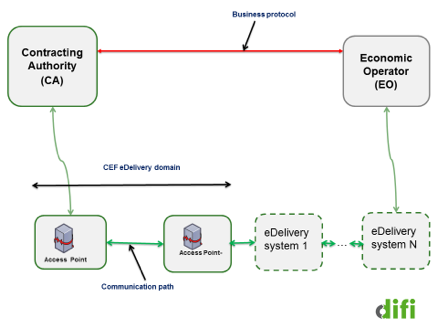 Business protocol
Contracting
Authority
(CA)
Economic
Operator
(EO)
CEF eDelivery domain
Access Point
Access Point-
eDelivery
system 1
...
eDelivery
system N
Communication path
difi